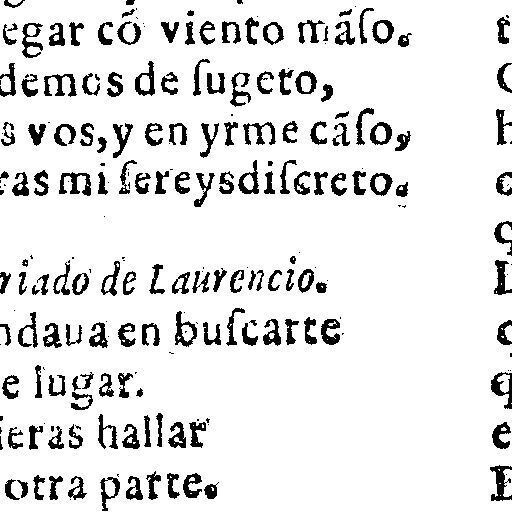 egar cõ viento mãſo.
demos de ſugeto,
s vos, y en yrme cãſo,
ras mi ſereys diſcreto.
riado de Laurencio.
ndaua en buſcarte
e lugar.
ieras hallar
otra parte.